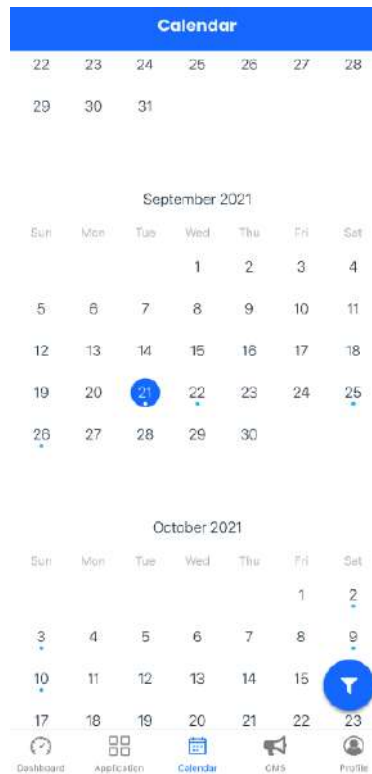 Calendar
22 23 24 25 26 27 28
29 30 31
September 2021
Sun Mon Tue Wed Thu Fri Sat
1 2 3 4
5 6 7 8 9 10 11
12 13 14 15 16 17 18
19 20 21 22 23 24 25
26 27 28 29 30
October 2021
Sun Mon Tue Wed Thu Fri Sat
1 2
3 4 5 6 7 8 9
10 11 12 13 14 15
17 18 19 20 21 22 23
Dashboard Application Calendar CMS Profile